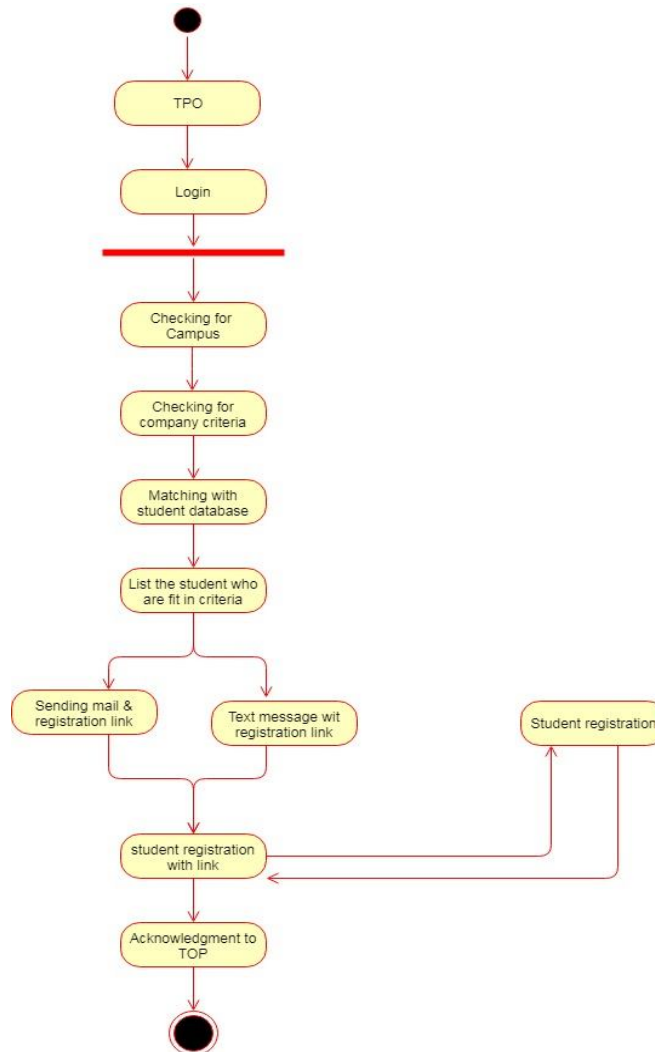 TPO
Login
Checking for
Campus
Checking for
company criteria
Matching with
student database
List the student who
are fit in criteria
Sending mail &
registration link
Text message wit
registration link
Student registration
student registration
with link
Acknowledgment to
TOP